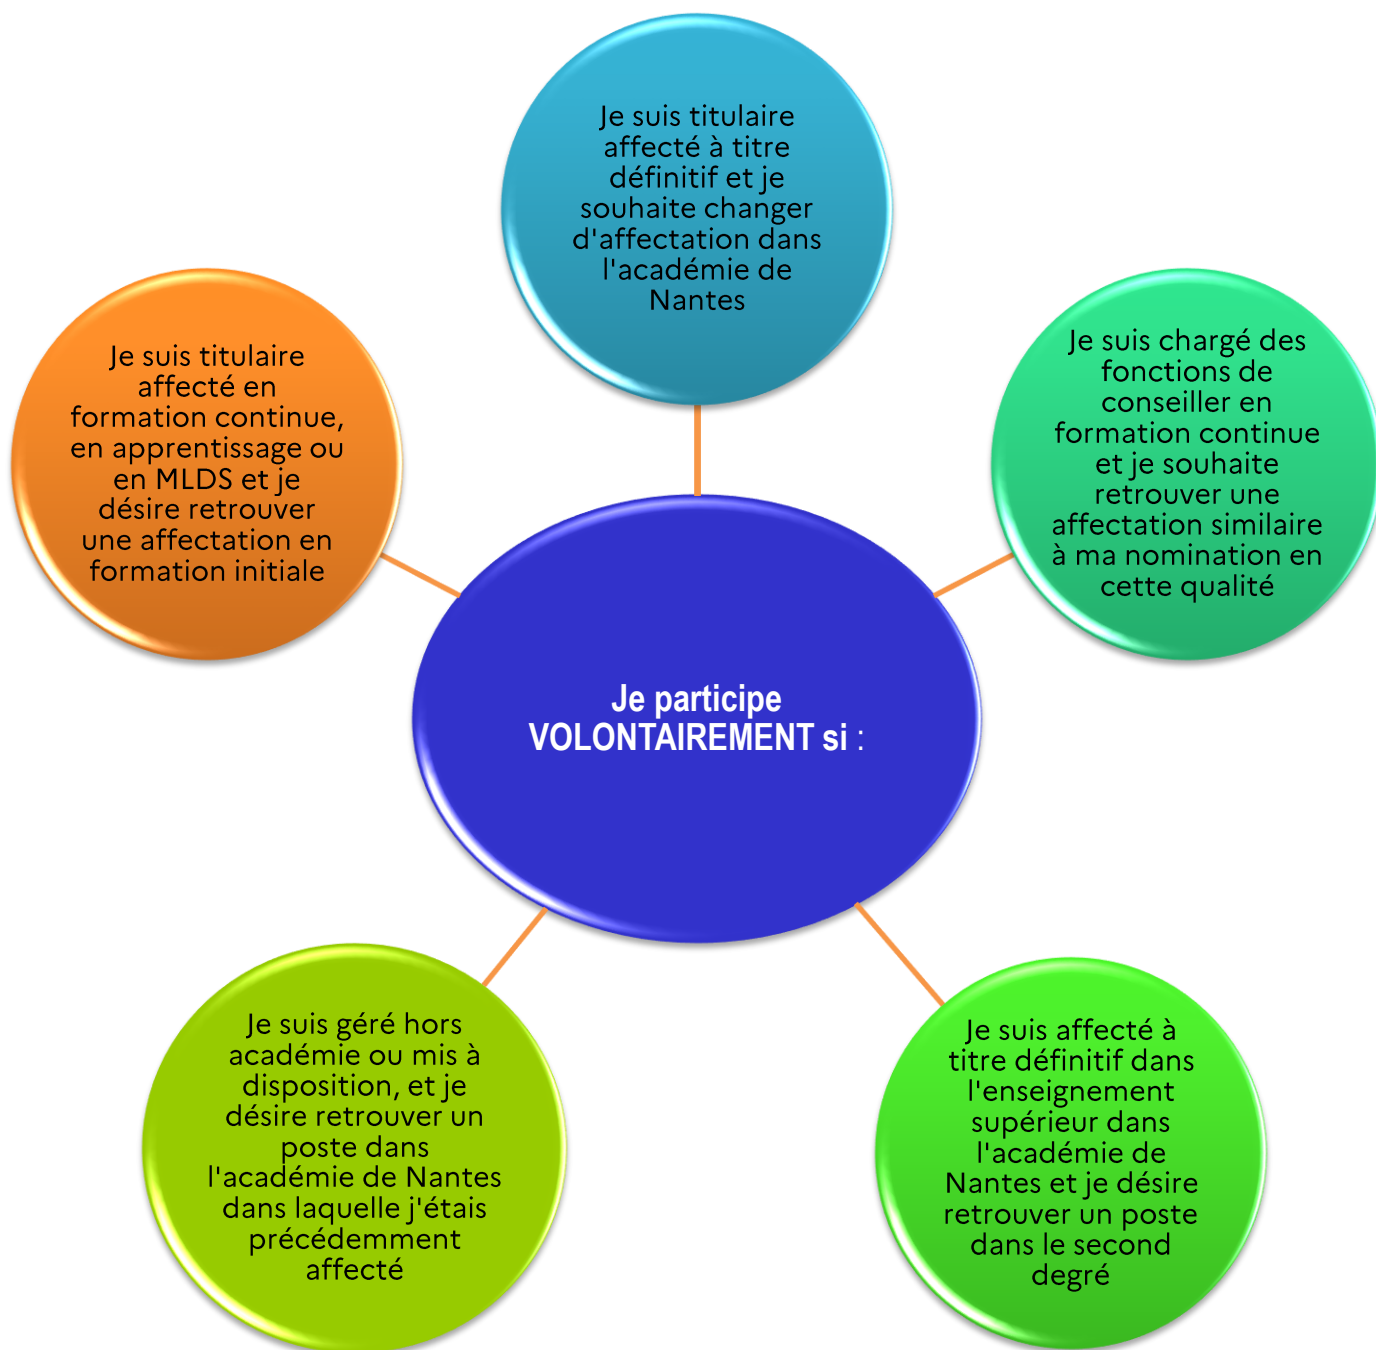 Je suis titulaire
affecté à titre
définitif et je
souhaite changer
d'affectation dans
l'académie de
Nantes
Je suis chargé des
fonctions de
conseiller en
formation continue
et je souhaite
retrouver une
affectation similaire
à ma nomination en
cette qualité
Je suis affecté à
titre définitif dans
l'enseignement
supérieur dans
l'académie de
Nantes et je désire
retrouver un poste
dans le second
degré
Je suis géré hors
académie ou mis à
disposition, et je
désire retrouver un
poste dans
l'académie de Nantes
dans laquelle j'étais
précédemment
affecté
Je suis titulaire
affecté en
formation continue,
en apprentissage ou
en MLDS et je
désire retrouver
une affectation en
formation initiale
Je participe
VOLONTAIREMENT si :